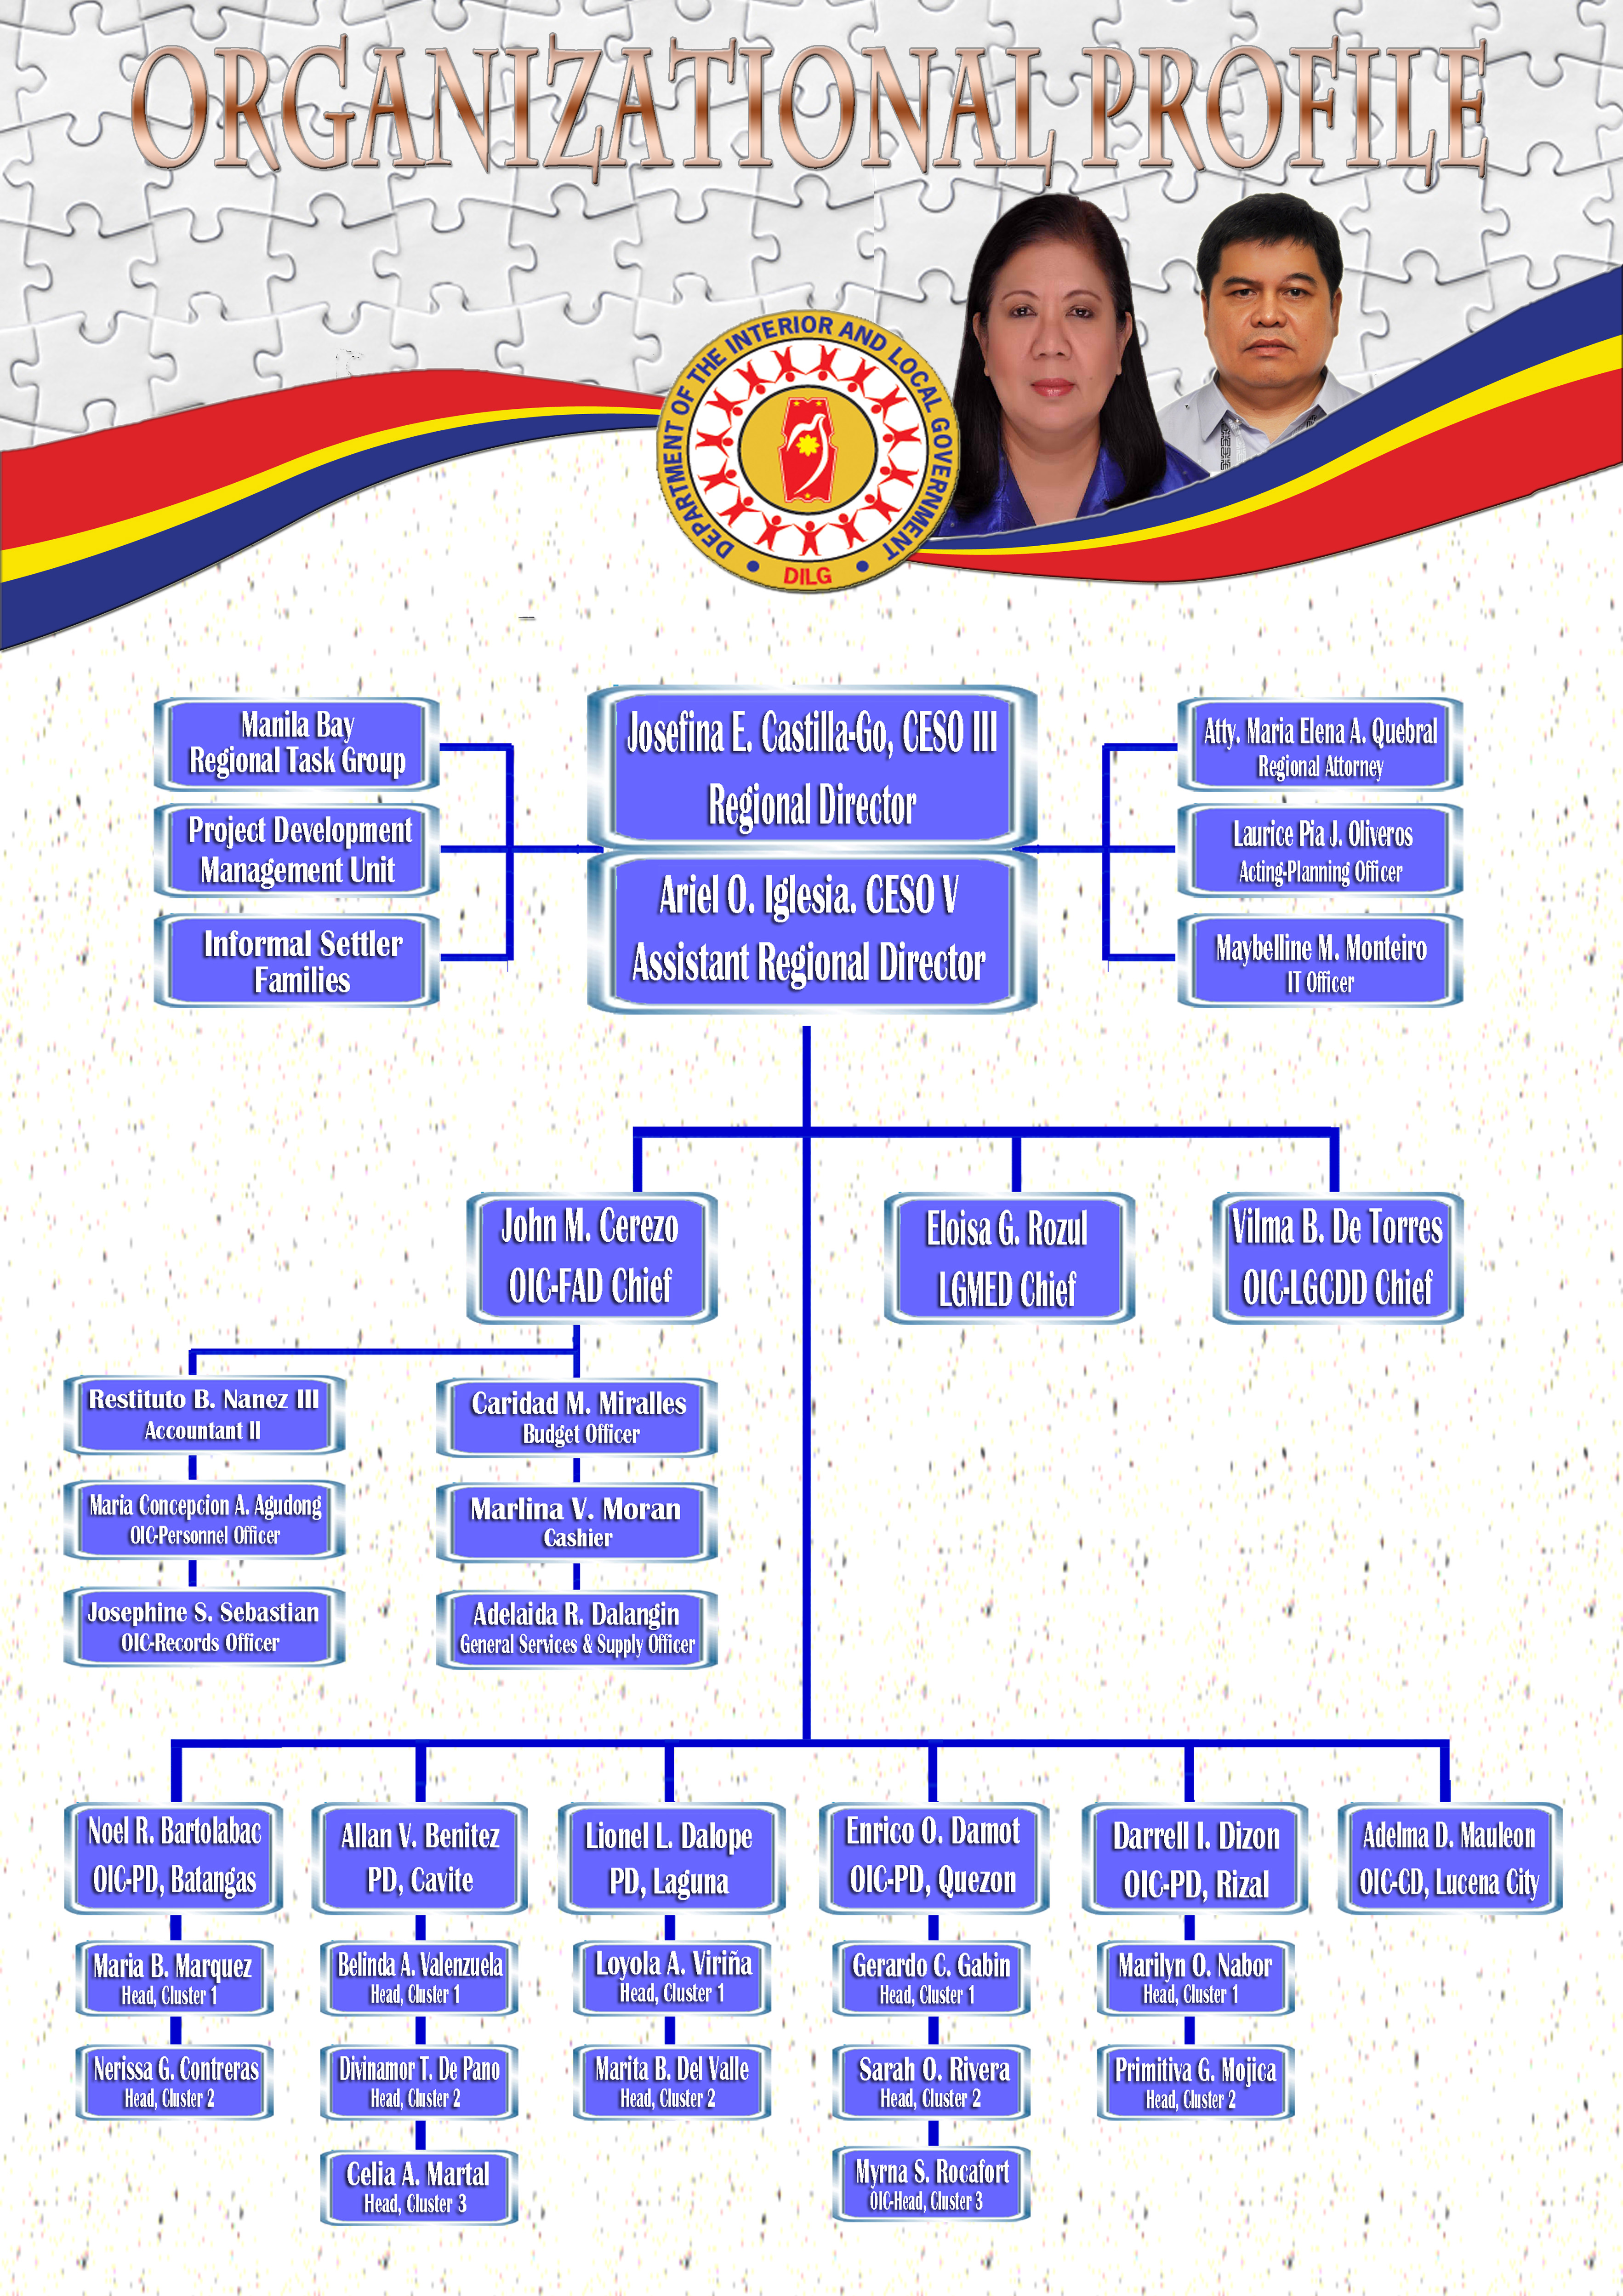 ORGANIZATIONAL PROFILE
DEPARTMENT OF THE INTERIOR AND LOCAL GOVERNMENT
DILG
Manila Bay
Regional Task Group
Project Development
Management Unit
Informal Settler
Families
Josefina E. Castilla-Go, CESO III
Regional Director
Ariel O. Iglesia. CESO V
Assistant Regional Director
Atty. Maria Elena A. Quebral
Regional Attorney
Laurice Pia J. Oliveros
Acting-Planning Officer
Maybelline M. Monteiro
IT Officer
John M. Cerezo
OIC-FAD Chief
Eloisa G. Rozul
LGMED Chief
Vilma B. De Torres
OIC-LGCDD Chief
Restituto B. Nanez III
Accountant II
Maria Concepcion A. Agudong
OIC-Personnel Officer
Josephine S. Sebastian
OIC-Records Officer
Caridad M. Miralles
Budget Officer
Marlina V. Moran
Cashier
Adelaida R. Dalangin
General Services & Supply Officer
Noel R. Bartolabac
OIC-PD, Batangas
Maria B. Marquez
Head, Cluster 1
Nerissa G. Contreras
Head, Cluster 2
Allan V. Benitez
PD, Cavite
Belinda A. Valenzuela
Head, Cluster 1
Divinamor T. De Pano
Head, Cluster 2
Celia A. Martal
Head, Cluster 3
Lionel L. Dalope
PD, Laguna
Loyola A. Viriña
Head, Cluster 1
Marita B. Del Valle
Head, Cluster 2
Enrico O. Damot
OIC-PD, Quezon
Gerardo C. Gabin
Head, Cluster 1
Sarah O. Rivera
Head, Cluster 2
Myrna S. Rocafort
OIC-Head, Cluster 3
Darrell I. Dizon
OIC-PD, Rizal
Marilyn O. Nabor
Head, Cluster 1
Primitiva G. Mojica
Head, Cluster 2
Adelma D. Mauleon
OIC-CD, Lucena City